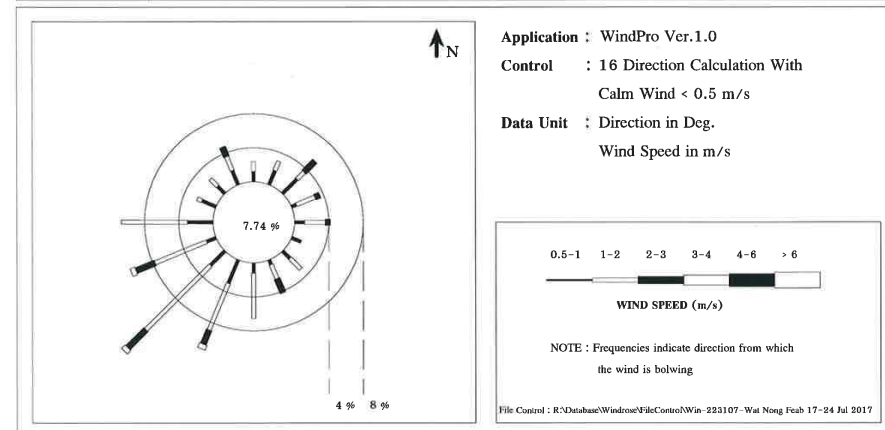 N
7.74 %
4 % 8 %
Application : WindPro Ver.1.0
Control : 16 Direction Calculation With
Calm Wind < 0.5 m/s
Data Unit : Direction in Deg.
Wind Speed in m/s
0.5-1 1-2 2-3 3-4 4-6 > 6
WIND SPEED (m/s)
NOTE : Frequencies indicate direction from which
the wind is bolwing
File Control : R:\Database\Windrose\FileControl\Win-223107-Wat Nong Feab 17-24 Jul 2017